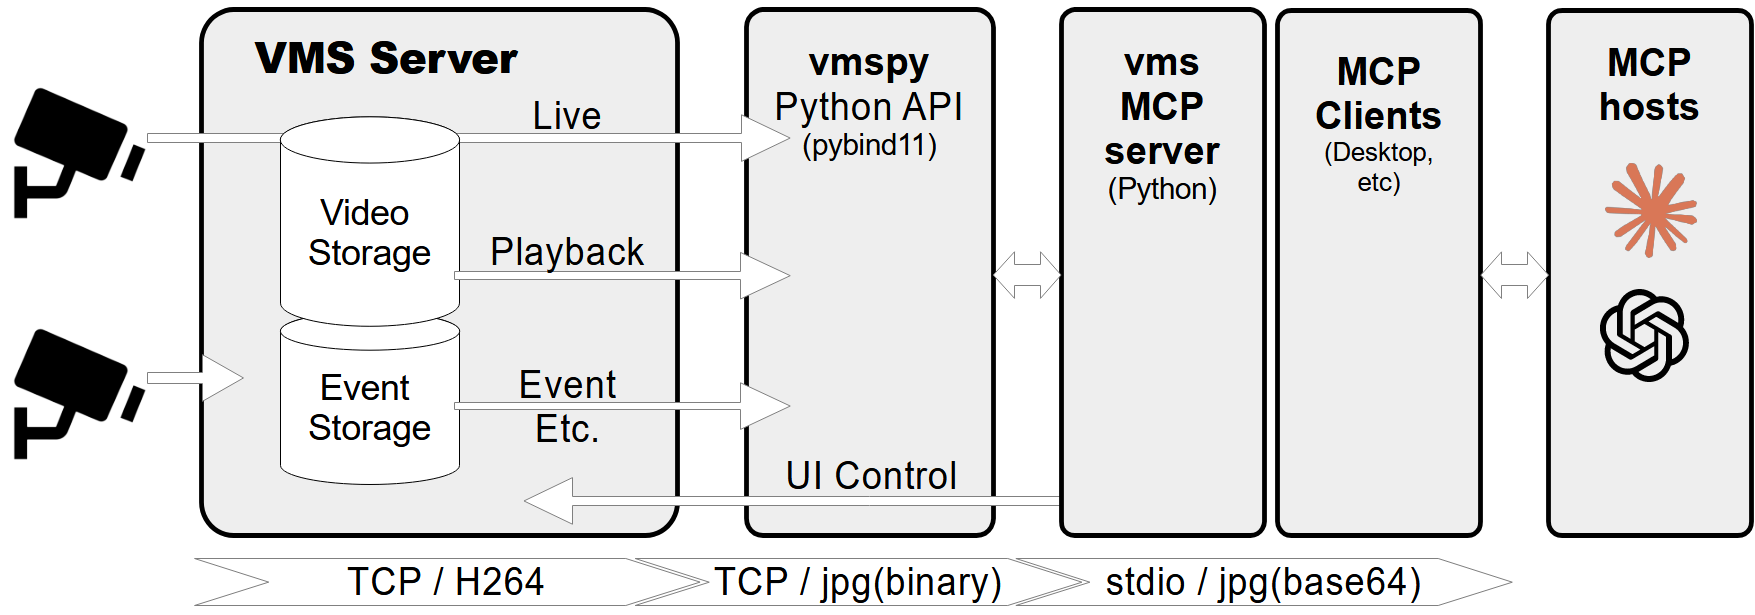 VMS Server
Live
Video
Storage
Playback
Event
Storage
Event
Etc.
UI Control
vmspy
Python API
(pybind11)
vms
MCP
server
(Python)
MCP
Clients
(Desktop,
etc)
MCP
hosts
TCP / H264
TCP / jpg(binary)
stdio / jpg(base64)